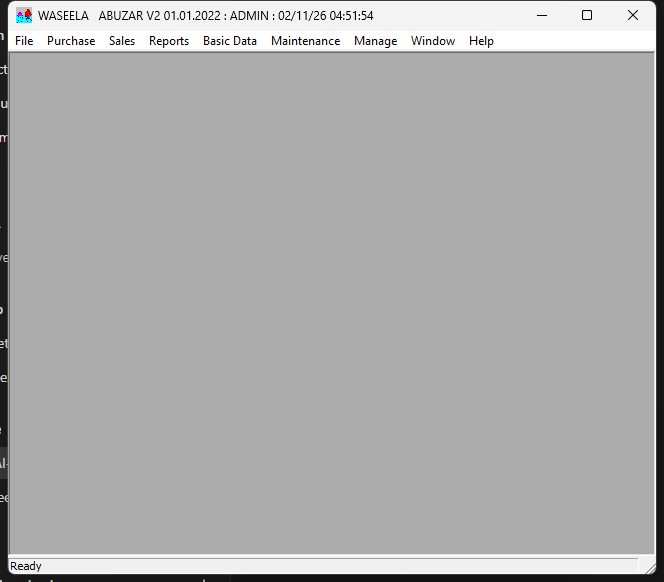 WASEELA ABUZAR V2 01.01.2022 : ADMIN : 02/11/26 04:51:54
File Purchase Sales Reports Basic Data Maintenance Manage Window Help
Ready